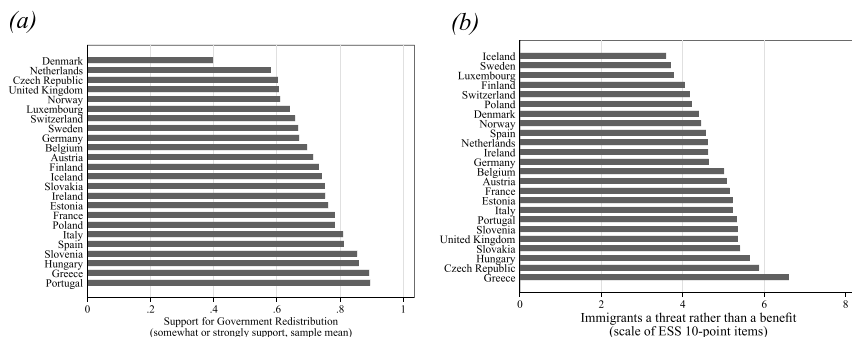 (a)
Denmark
Netherlands
Czech Republic
United Kingdom
Norway
Luxembourg
Switzerland
Sweden
Germany
Belgium
Austria
Finland
Iceland
Slovakia
Ireland
Estonia
France
Poland
Italy
Spain
Slovenia
Hungary
Greece
Portugal
0 .2 .4 .6 .8 1
Support for Government Redistribution
(somewhat or strongly support, sample mean)
(b)
Iceland
Sweden
Luxembourg
Finland
Switzerland
Poland
Denmark
Norway
Spain
Netherlands
Ireland
Germany
Belgium
Austria
France
Estonia
Italy
Portugal
Slovenia
United Kingdom
Slovakia
Hungary
Czech Republic
Greece
0 2 4 6 8
Immigrants a threat rather than a benefit
(scale of ESS 10-point items)